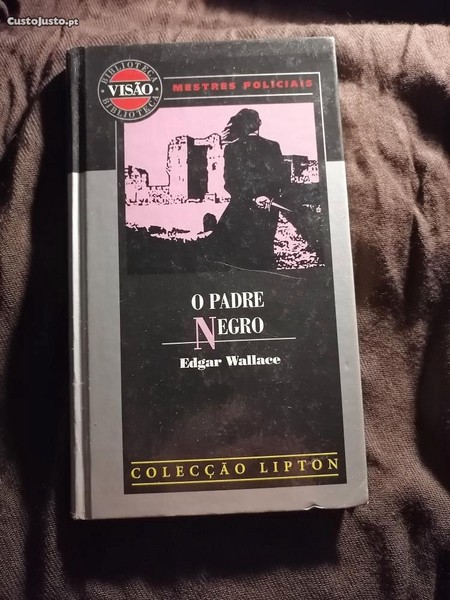 CustoJusto.pt
BIBLIOTECA
VISÃO
BIBLIOTECA
MESTRES POLICIAIS
O PADRE
NEGRO
Edgar Wallace
COLECÇÃO LIPTON